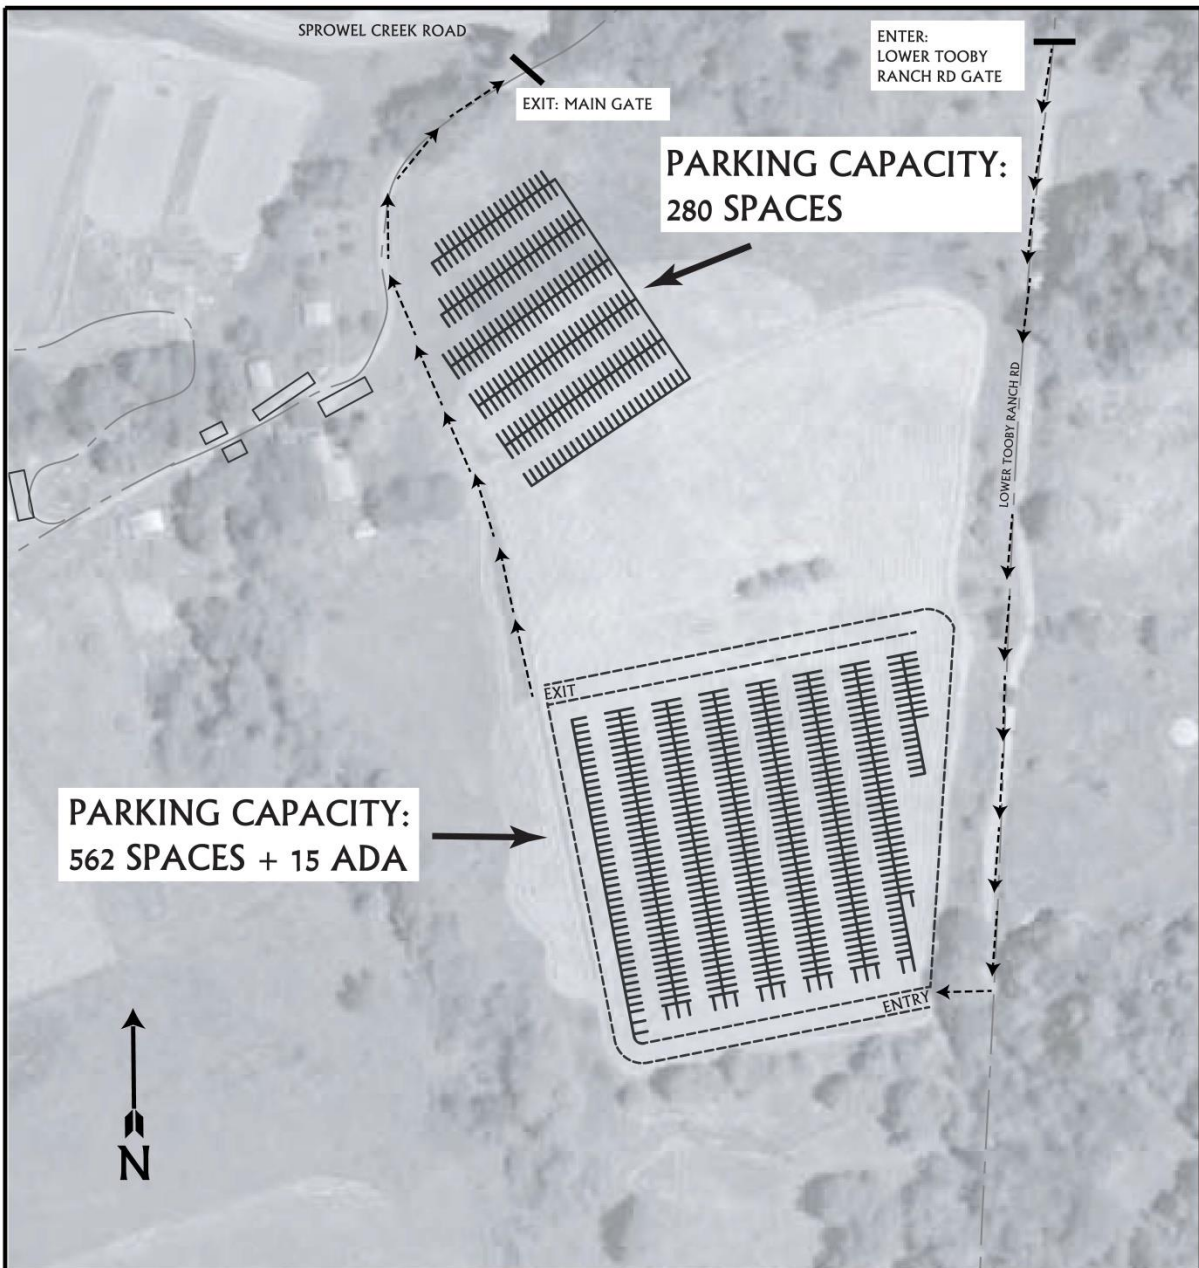 SPROWEL CREEK ROAD
ENTER:
LOWER TOOBY
RANCH RD GATE
EXIT: MAIN GATE
PARKING CAPACITY:
280 SPACES
LOWER TOOBY RANCH RD
EXIT
PARKING CAPACITY:
562 SPACES + 15 ADA
ENTRY
N